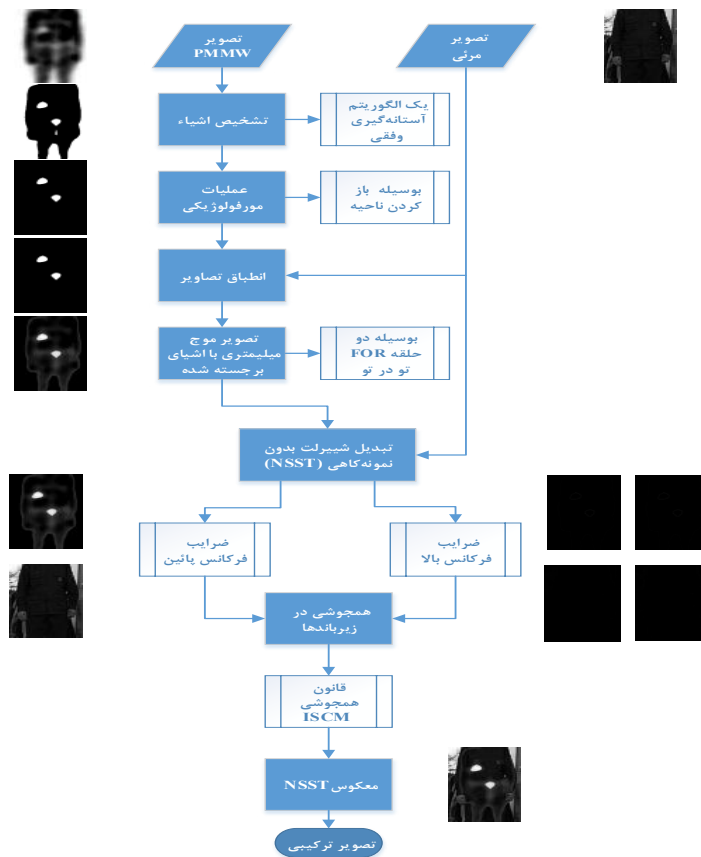 تصویر
PMMW
تصویر
مرئی
تشخیص اشیاء
یک الگوریتم
آستانه‌گیری
وفقی
عملیات
مورفولوژیکی
بوسیله باز
کردن ناحیه
انطباق تصاویر
تصویر موج
میلیمتری با اشیای
برجسته شده
بوسیله دو
حلقه FOR
تو در تو
تبدیل شییرلت بدون
نمونه‌کاهی (NSST)
ضرایب
فرکانس پائین
ضرایب
فرکانس بالا
همجوشی در
زیرباندها
قانون
همجوشی
ISCM
معکوس NSST
تصویر ترکیبی